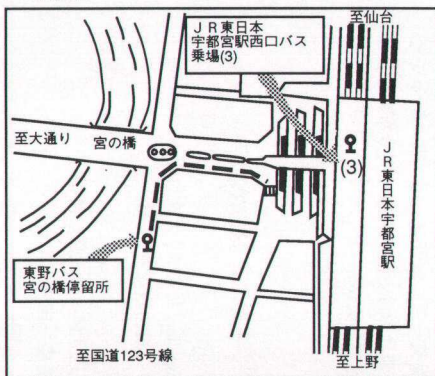 至仙台
JR東日本
宇都宮駅西口バス
乗場(3)
至大通り
宮の橋
(3)
JR東日本宇都宮駅
東野バス
宮の橋停留所
至国道123号線
至上野